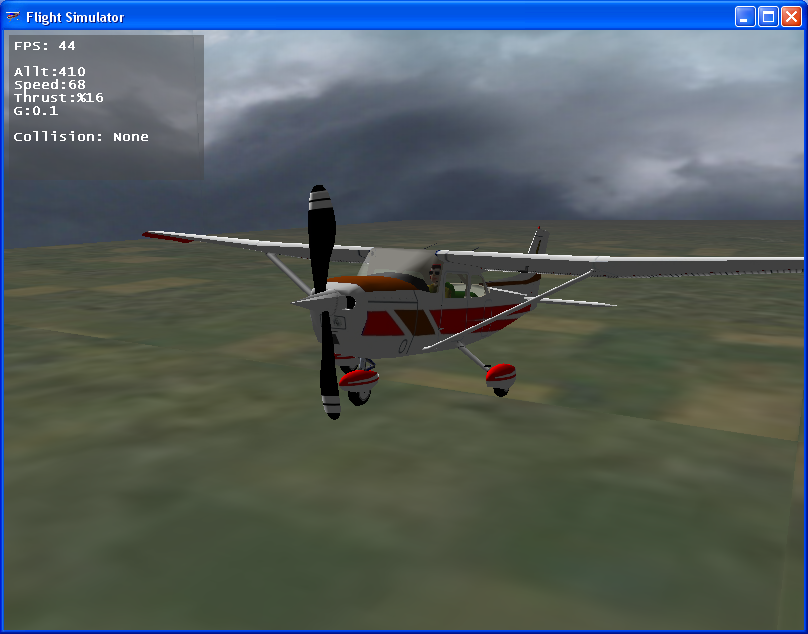 Flight Simulator
FPS: 44
Allt:410
Speed:68
Thrust:%16
G:0.1
Collision: None